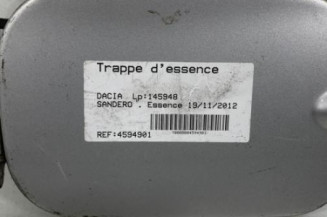 Trappe d'essence
DACIA Lp:145948
SANDERO . Essence 19/11/2012
REF:4594901